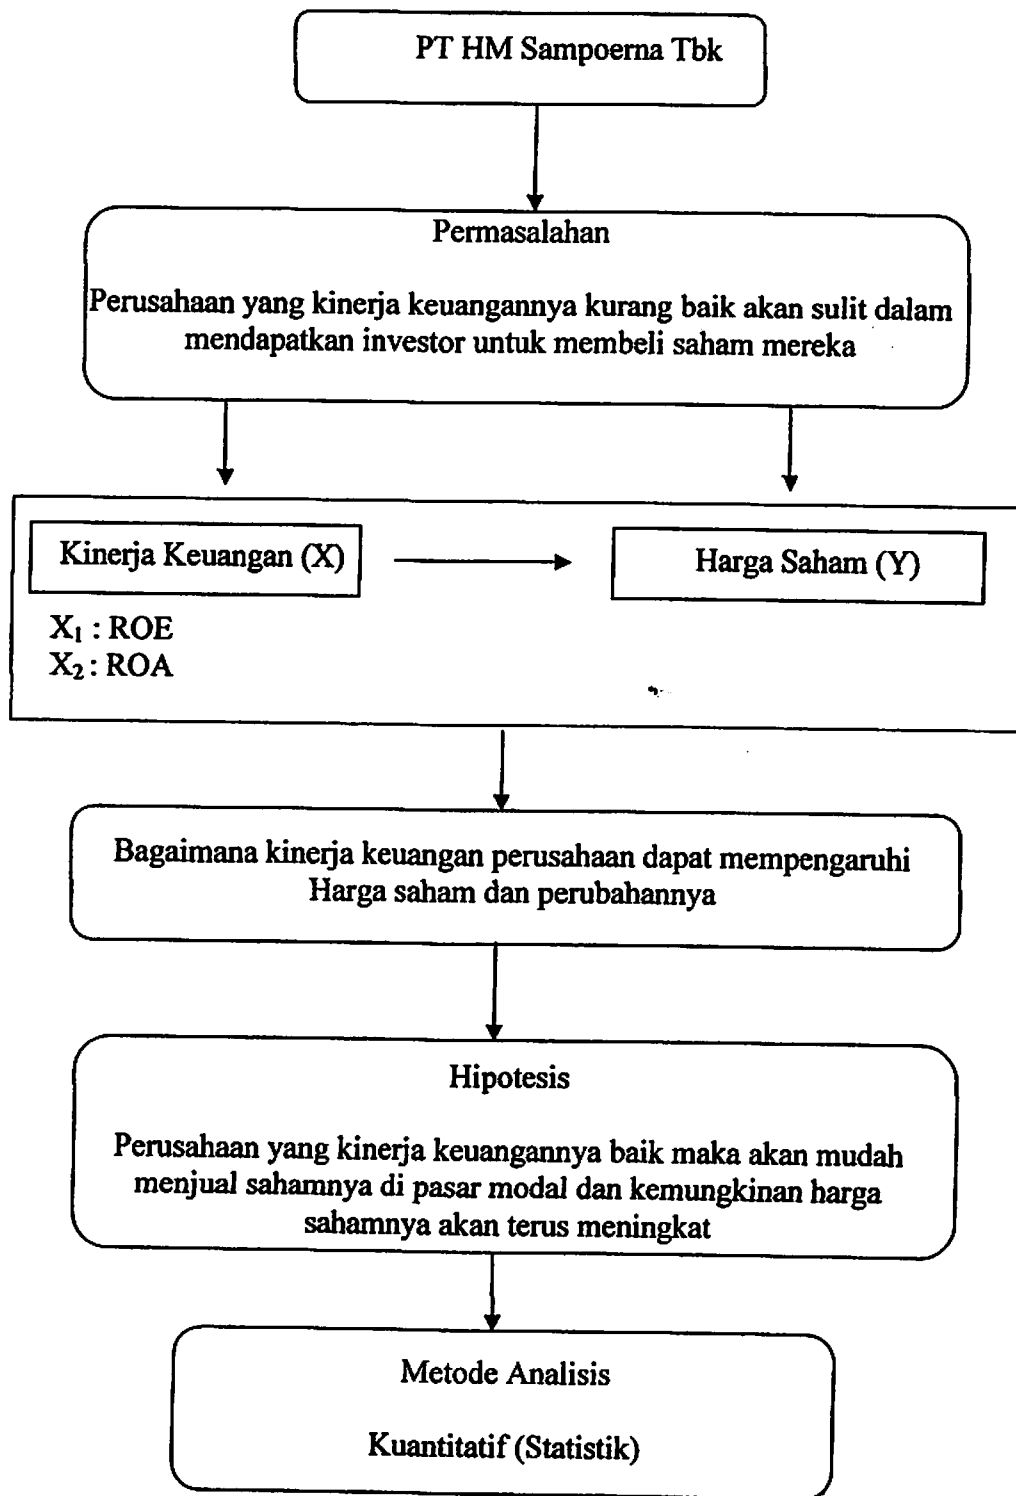 PT HM Sampoerna Tbk
Permasalahan
Perusahaan yang kinerja keuangannya kurang baik akan sulit dalam
mendapatkan investor untuk membeli saham mereka
Kinerja Keuangan (X)
Harga Saham (Y)
X₁ : ROE
X₂ : ROA
Bagaimana kinerja keuangan perusahaan dapat mempengaruhi
Harga saham dan perubahannya
Hipotesis
Perusahaan yang kinerja keuangannya baik maka akan mudah
menjual sahamnya di pasar modal dan kemungkinan harga
sahamnya akan terus meningkat
Metode Analisis
Kuantitatif (Statistik)